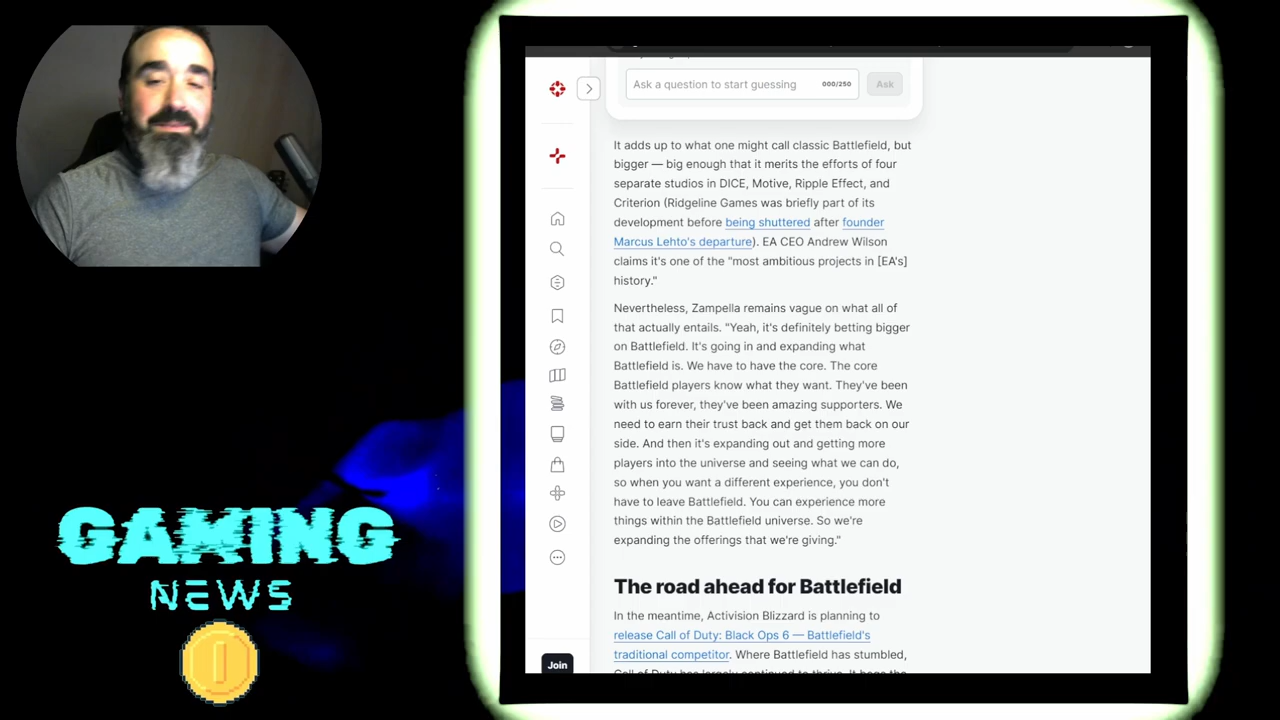 Ask a question to start guessing
000/250
Ask
It adds up to what one might call classic Battlefield, but
bigger — big enough that it merits the efforts of four
separate studios in DICE, Motive, Ripple Effect, and
Criterion (Ridgeline Games was briefly part of its
development before being shuttered after founder
Marcus Lehto's departure). EA CEO Andrew Wilson
claims it's one of the "most ambitious projects in [EA's]
history."
Nevertheless, Zampella remains vague on what all of
that actually entails. "Yeah, it's definitely betting bigger
on Battlefield. It's going in and expanding what
Battlefield is. We have to have the core. The core
Battlefield players know what they want. They've been
with us forever, they've been amazing supporters. We
need to earn their trust back and get them back on our
side. And then it's expanding out and getting more
players into the universe and seeing what we can do,
so when you want a different experience, you don't
have to leave Battlefield. You can experience more
things within the Battlefield universe. So we're
expanding the offerings that we're giving."
The road ahead for Battlefield
In the meantime, Activision Blizzard is planning to
release Call of Duty: Black Ops 6 — Battlefield's
traditional competitor. Where Battlefield has stumbled,
Call of Duty has largely continued to thrive. It hope the
Join
GAMING
NEWS